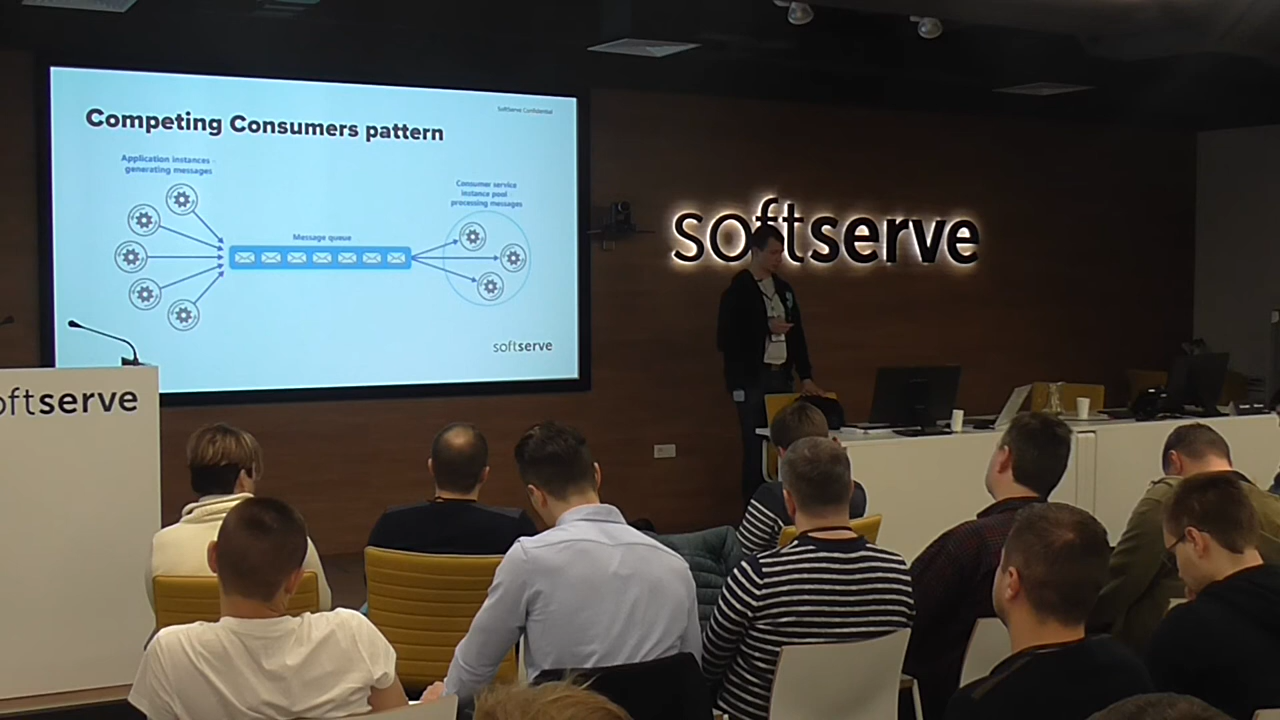 SoftServe Confidential
Competing Consumers pattern
Application instances -
generating messages
Consumer service
instance pool
processing messages
Message queue
softserve
softserve
oftserve